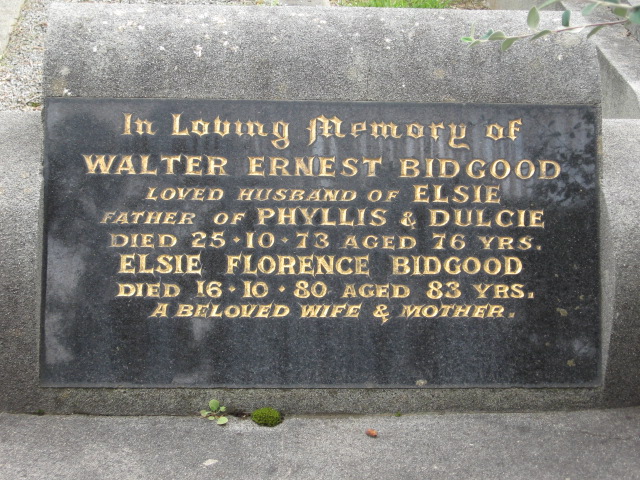 In Loving Memory of
WALTER ERNEST BIDGOOD
LOVED HUSBAND OF ELSIE
FATHER OF PHYLLIS & DULCIE
DIED 25·10·73 AGED 76 YRS.
ELSIE FLORENCE BIDGOOD
DIED 16·10·80 AGED 83 YRS.
A BELOVED WIFE & MOTHER.